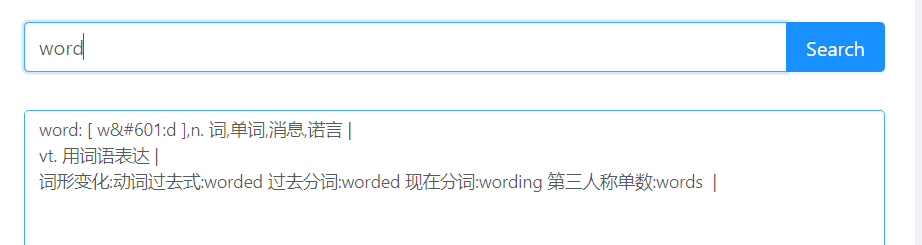 word
Search
word: [ w&#601:d ],n. 词,单词,消息,诺言 |
vt. 用词语表达 |
词形变化:动词过去式:worded 过去分词:worded 现在分词:wording 第三人称单数:words |